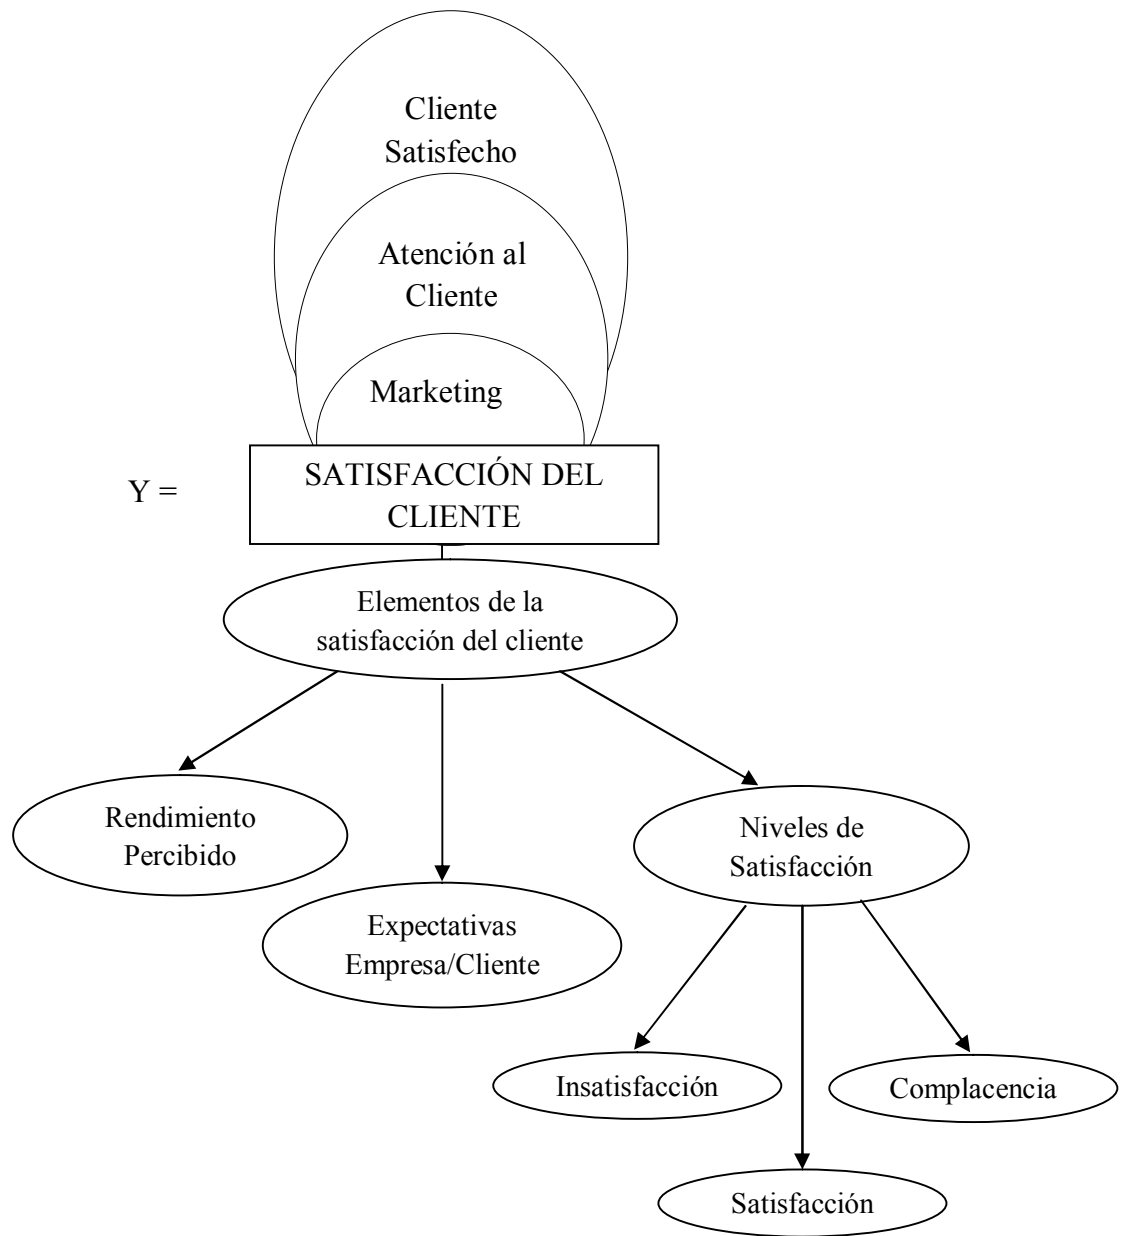 Cliente
Satisfecho
Atención al
Cliente
Marketing
Y =
SATISFACCIÓN DEL
CLIENTE
Elementos de la
satisfacción del cliente
Rendimiento
Percibido
Niveles de
Satisfacción
Expectativas
Empresa/Cliente
Insatisfacción
Complacencia
Satisfacción